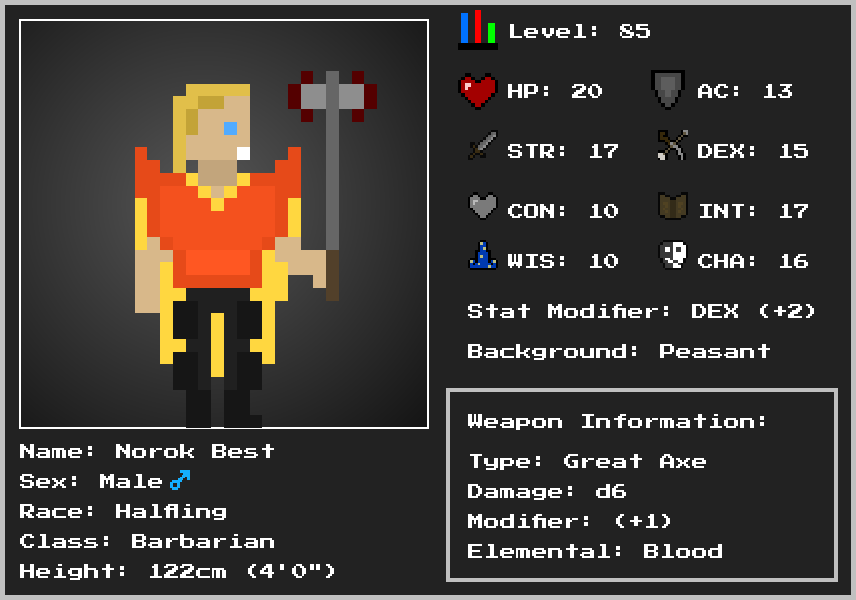 Level: 85
HP: 20 AC: 13
STR: 17 DEX: 15
CON: 10 INT: 17
WIS: 10 CHA: 16
Stat Modifier: DEX (+2)
Background: Peasant
Name: Norok Best
Sex: Male♂
Race: Halfling
Class: Barbarian
Height: 122cm (4'0")
Weapon Information:
Type: Great Axe
Damage: d6
Modifier: (+1)
Elemental: Blood